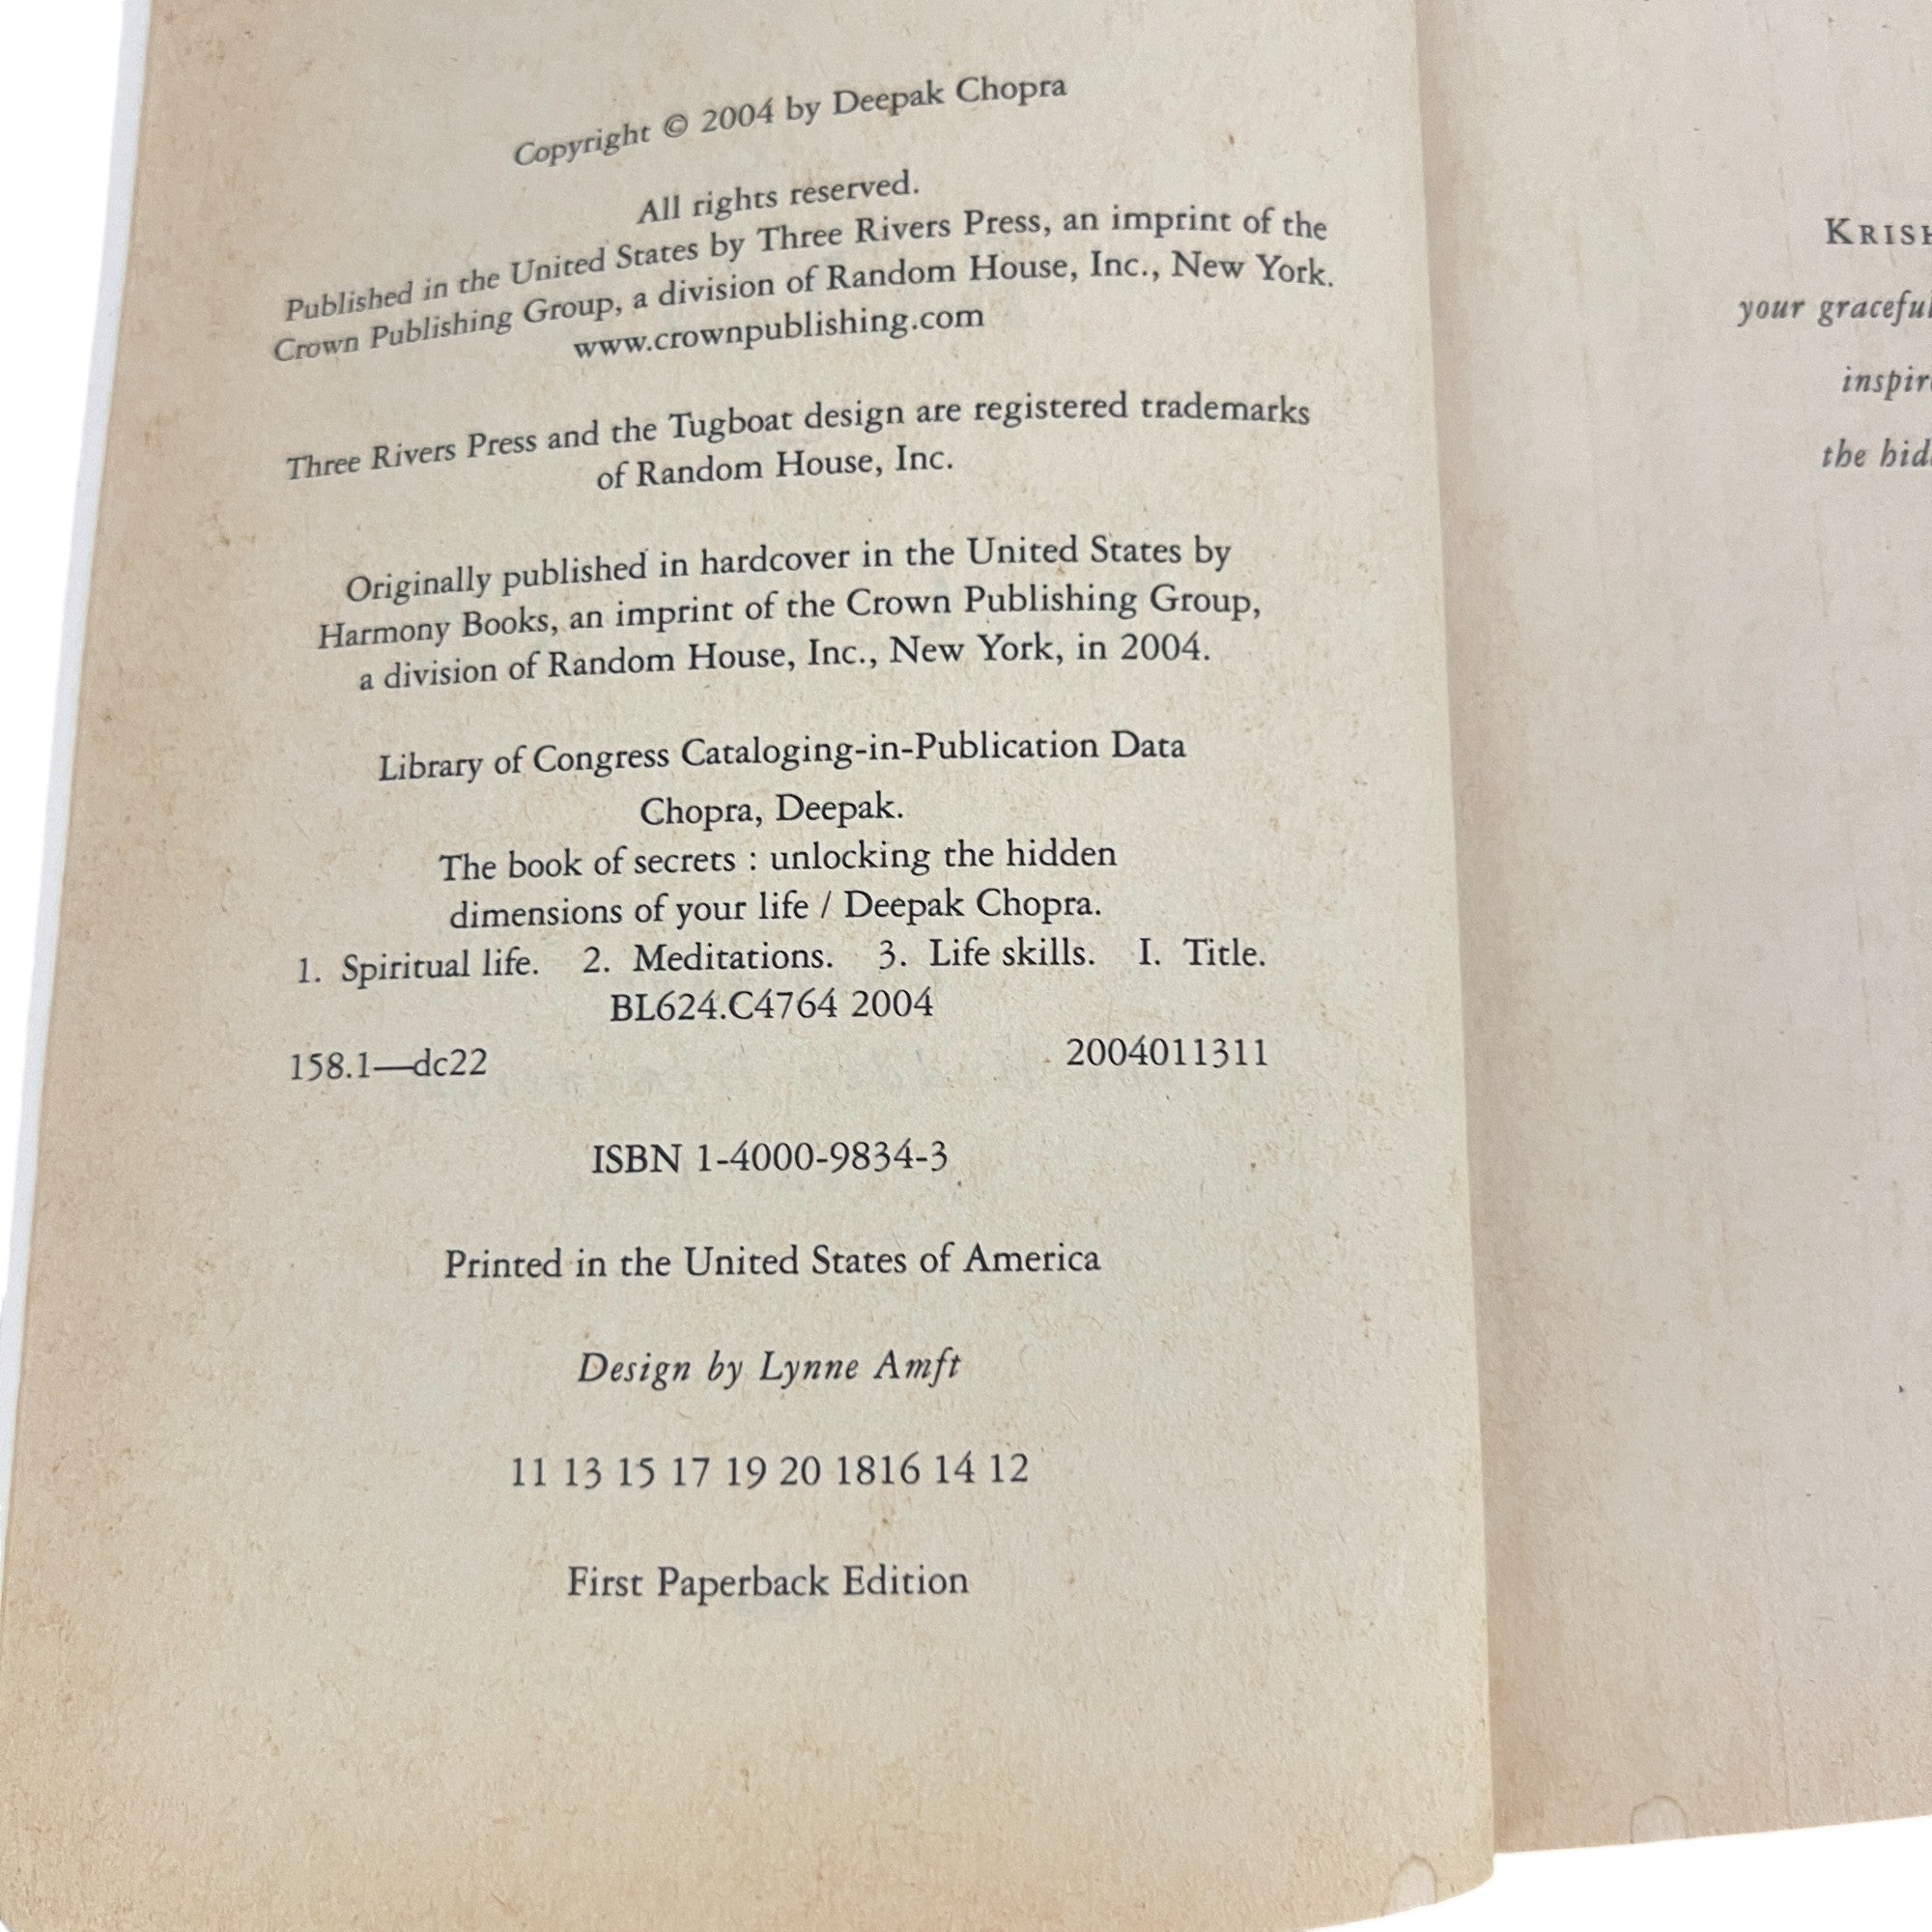 Copyright © 2004 by Deepak Chopra
All rights reserved.
Published in the United States by Three Rivers Press, an imprint of the
Crown Publishing Group, a division of Random House, Inc., New York.
www.crownpublishing.com
Three Rivers Press and the Tugboat design are registered trademarks
of Random House, Inc.
Originally published in hardcover in the United States by
Harmony Books, an imprint of the Crown Publishing Group,
a division of Random House, Inc., New York, in 2004.
Library of Congress Cataloging-in-Publication Data
Chopra, Deepak.
The book of secrets : unlocking the hidden
dimensions of your life / Deepak Chopra.
1. Spiritual life. 2. Meditations. 3. Life skills. I. Title.
BL624.C4764 2004
158.1—dc22 2004011311
ISBN 1-4000-9834-3
Printed in the United States of America
Design by Lynne Amft
11 13 15 17 19 20 1816 14 12
First Paperback Edition
your
the